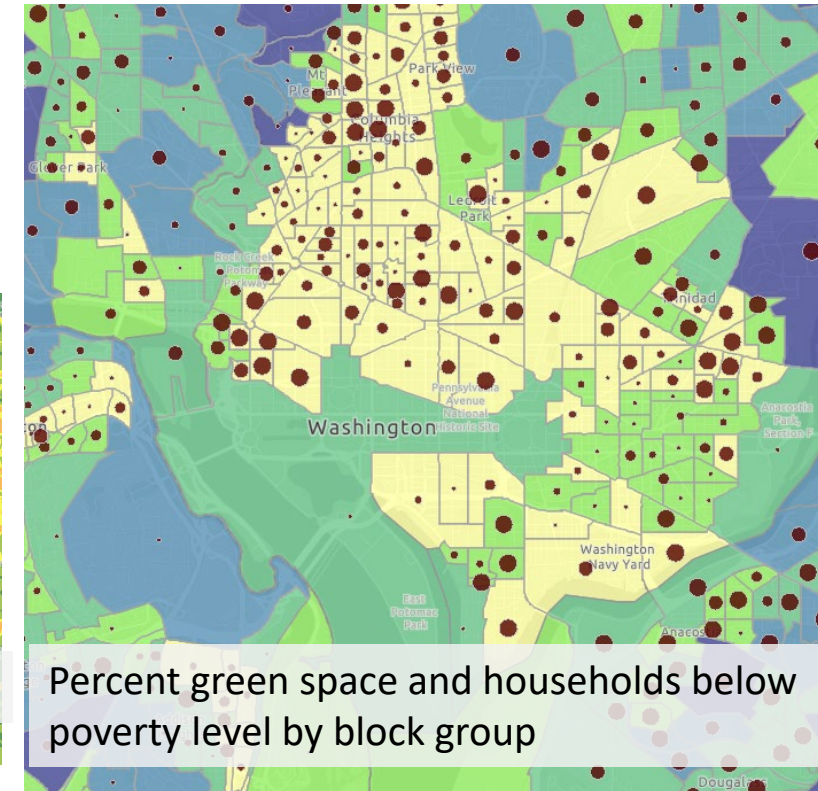 Park View
Mt
Pleasant
Columbia
Heights
Glover Park
Ledroit
Park
Rock Creek
Potomac
Parkway
Trinidad
Pennsylvania
Avenue
National
Historic Site
Washington
Anacostia
Park,
Section F
Washington
Navy Yard
East
Potomac
Park
Percent green space and households below
poverty level by block group